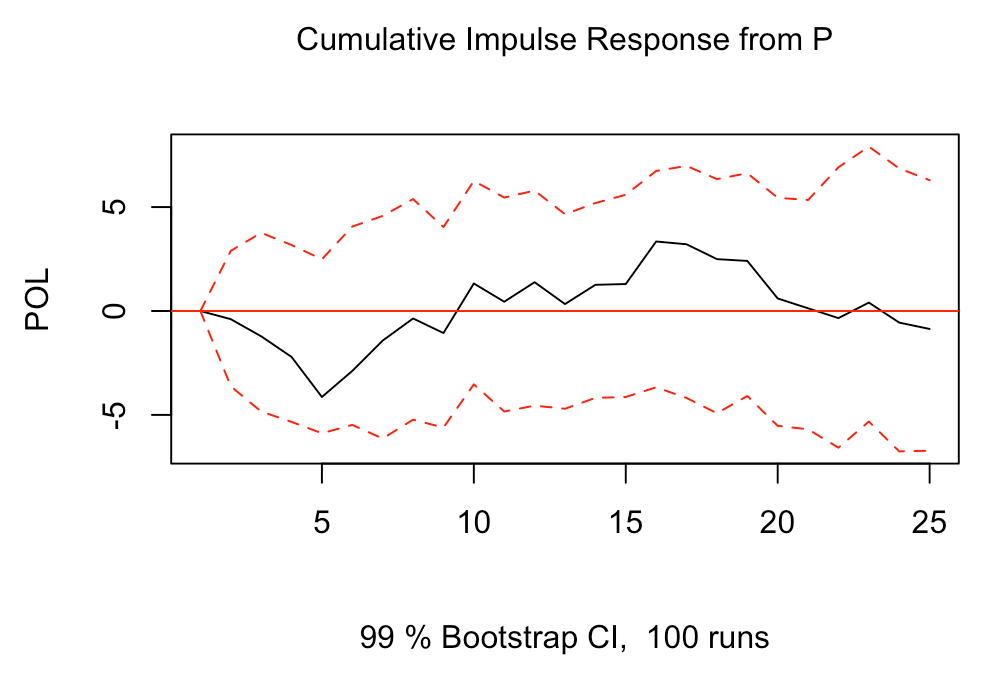 Cumulative Impulse Response from P
POL
5
0
-5
5 10 15 20 25
99 % Bootstrap CI,  100 runs